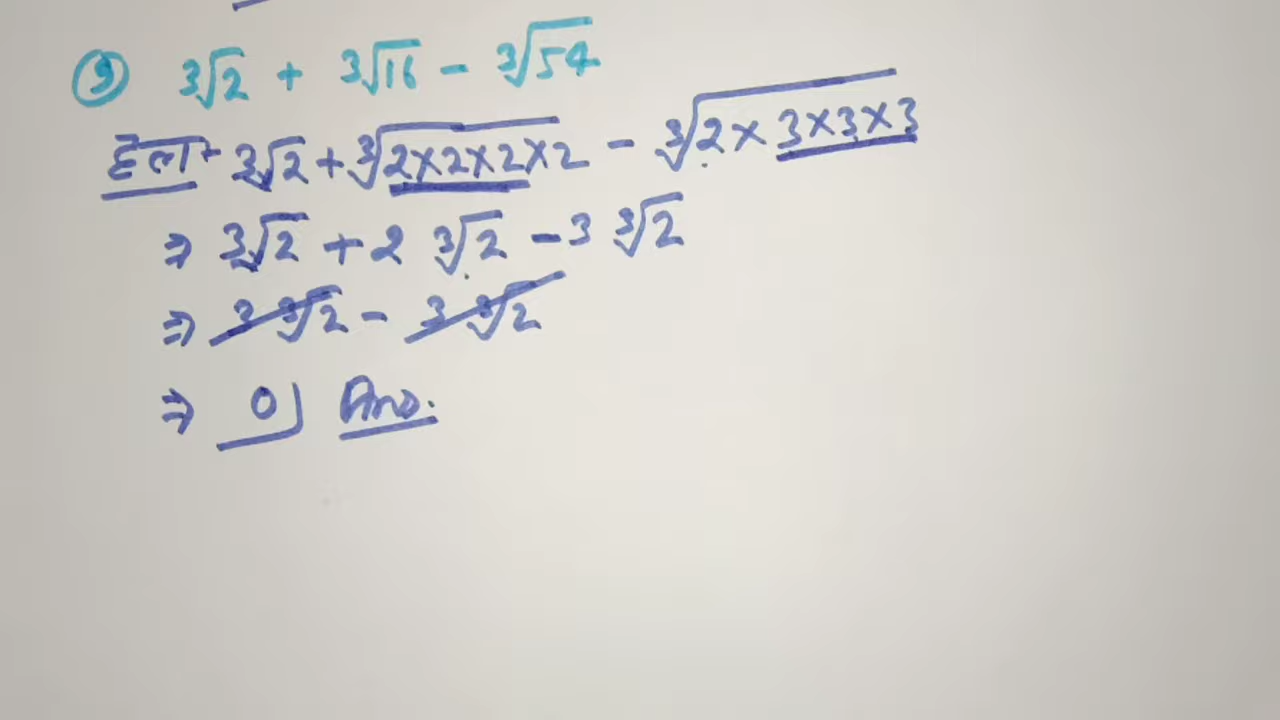 ③ ∛2 + ∛16 - ∛54
हल→ ∛2 + ∛(2×2×2×2) - ∛(2×3×3×3)
⇒ ∛2 + 2 ∛2 - 3 ∛2
⇒ 3 ∛2 - 3 ∛2
⇒ 0 Ans.